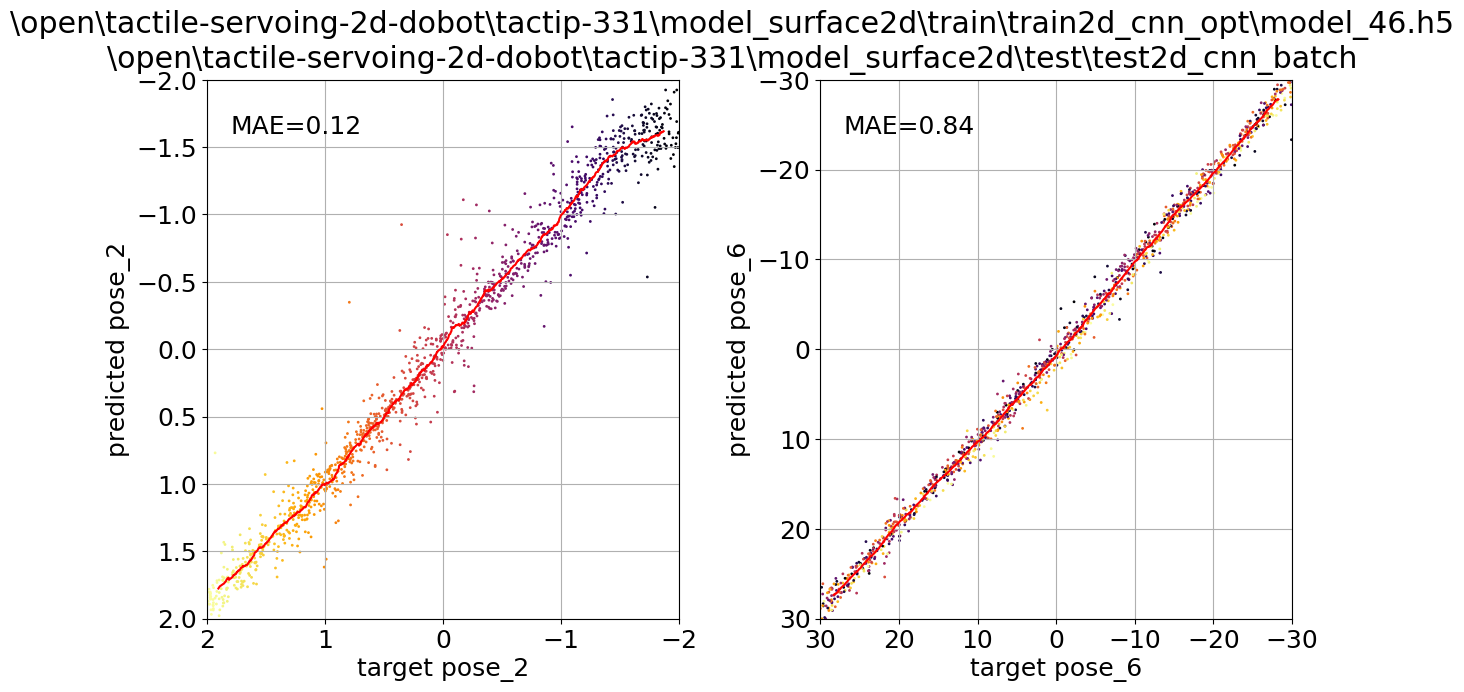 \open\tactile-servoing-2d-dobot\tactip-331\model_surface2d\train\train2d_cnn_opt\model_46.h5
\open\tactile-servoing-2d-dobot\tactip-331\model_surface2d\test\test2d_cnn_batch
MAE=0.12
−2.0
−1.5
−1.0
−0.5
0.0
0.5
1.0
1.5
2.0
predicted pose_2
2 1 0 −1 −2
target pose_2
MAE=0.84
−30
−20
−10
0
10
20
30
predicted pose_6
30 20 10 0 −10 −20 −30
target pose_6